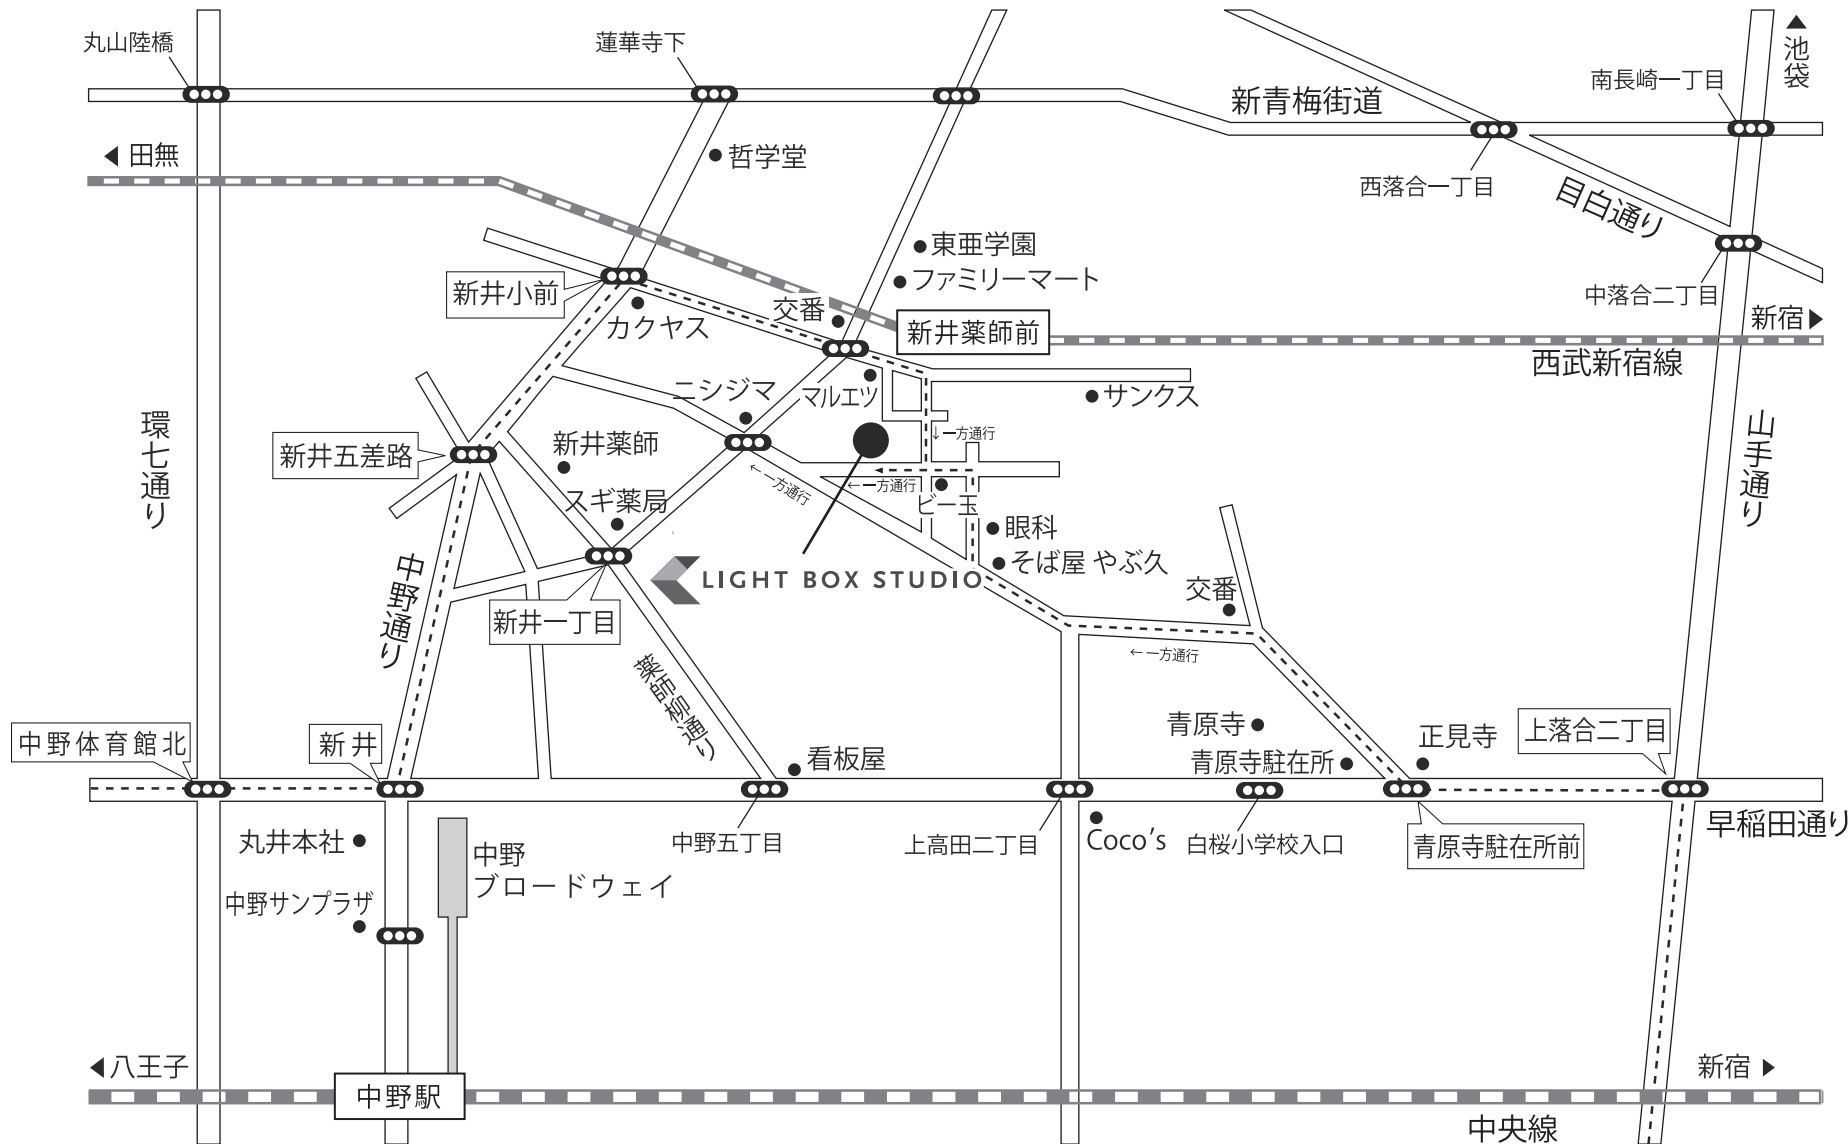 丸山陸橋
蓮華寺下
池袋
新青梅街道
南長崎一丁目
田無
哲学堂
西落合一丁目
目白通り
東亜学園
ファミリーマート
新井小前
交番
カクヤス
新井薬師前
中落合二丁目
新宿
西武新宿線
ニシジマ
マルエツ
サンクス
環七通り
新井五差路
新井薬師
↓一方通行
山手通り
スギ薬局
←一方通行
←一方通行
ビー玉
眼科
そば屋 やぶ久
中野通り
LIGHT BOX STUDIO
交番
新井一丁目
←一方通行
薬師柳通り
中野体育館北
新井
看板屋
青原寺
青原寺駐在所
正見寺
上落合二丁目
早稲田通り
丸井本社
中野
ブロードウェイ
中野五丁目
上高田二丁目
Coco's
白桜小学校入口
青原寺駐在所前
中野サンプラザ
八王子
中野駅
新宿
中央線